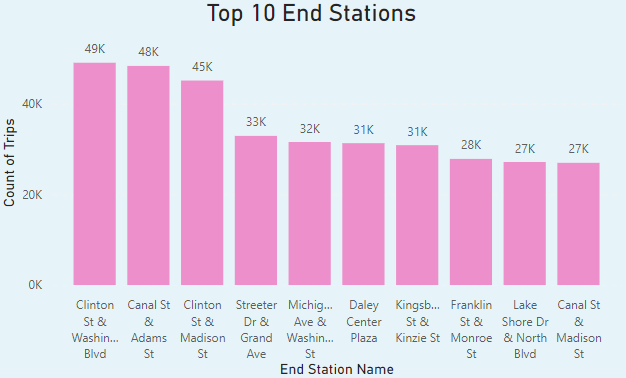 Top 10 End Stations
49K
48K
45K
33K
32K
31K
31K
28K
27K
27K
40K
20K
0K
Count of Trips
Clinton
St &
Washin...
Blvd
Canal St
&
Adams
St
Clinton
St &
Madison
St
Streeter
Dr &
Grand
Ave
Michig...
Ave &
Washin...
St
Daley
Center
Plaza
Kingsb...
St &
Kinzie St
Franklin
St &
Monroe
St
Lake
Shore Dr
& North
Blvd
Canal St
&
Madison
St
End Station Name